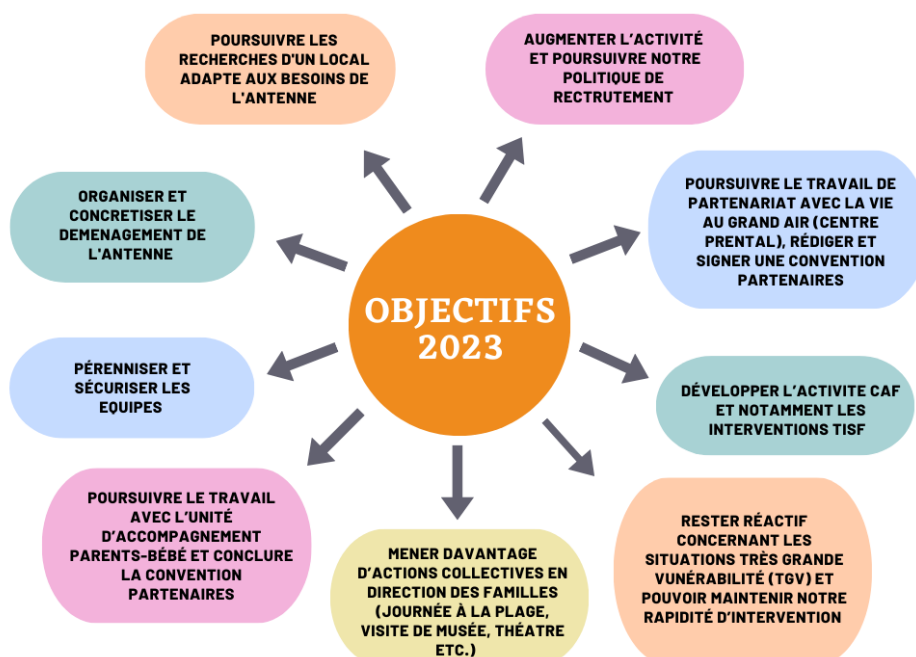 POURSUIVRE LES
RECHERCHES D'UN LOCAL
ADAPTE AUX BESOINS DE
L'ANTENNE
AUGMENTER L'ACTIVITÉ
ET POURSUIVRE NOTRE
POLITIQUE DE
RECTRUTEMENT
ORGANISER ET
CONCRETISER LE
DEMENAGEMENT DE
L'ANTENNE
POURSUIVRE LE TRAVAIL DE
PARTENARIAT AVEC LA VIE
AU GRAND AIR (CENTRE
PRENTAL), RÉDIGER ET
SIGNER UNE CONVENTION
PARTENAIRES
OBJECTIFS
2023
PÉRENNISER ET
SÉCURISER LES
EQUIPES
DÉVELOPPER L'ACTIVITE CAF
ET NOTAMMENT LES
INTERVENTIONS TISF
POURSUIVRE LE TRAVAIL
AVEC L'UNITÉ
D'ACCOMPAGNEMENT
PARENTS-BÉBÉ ET CONCLURE
LA CONVENTION
PARTENAIRES
MENER DAVANTAGE
D'ACTIONS COLLECTIVES EN
DIRECTION DES FAMILLES
(JOURNÉE À LA PLAGE,
VISITE DE MUSÉE, THÉATRE
ETC.)
RESTER RÉACTIF
CONCERNANT LES
SITUATIONS TRÈS GRANDE
VUNÉRABILITÉ (TGV) ET
POUVOIR MAINTENIR NOTRE
RAPIDITÉ D'INTERVENTION